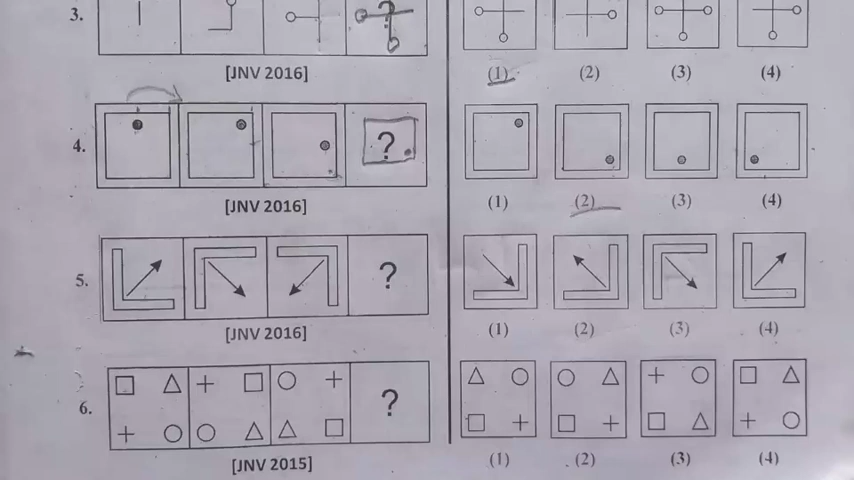 3. ? (1) (2) (3) (4)
[JNV 2016]
4. ? (1) (2) (3) (4)
[JNV 2016]
5. ? (1) (2) (3) (4)
[JNV 2016]
6. ? (1) (2) (3) (4)
[JNV 2015]